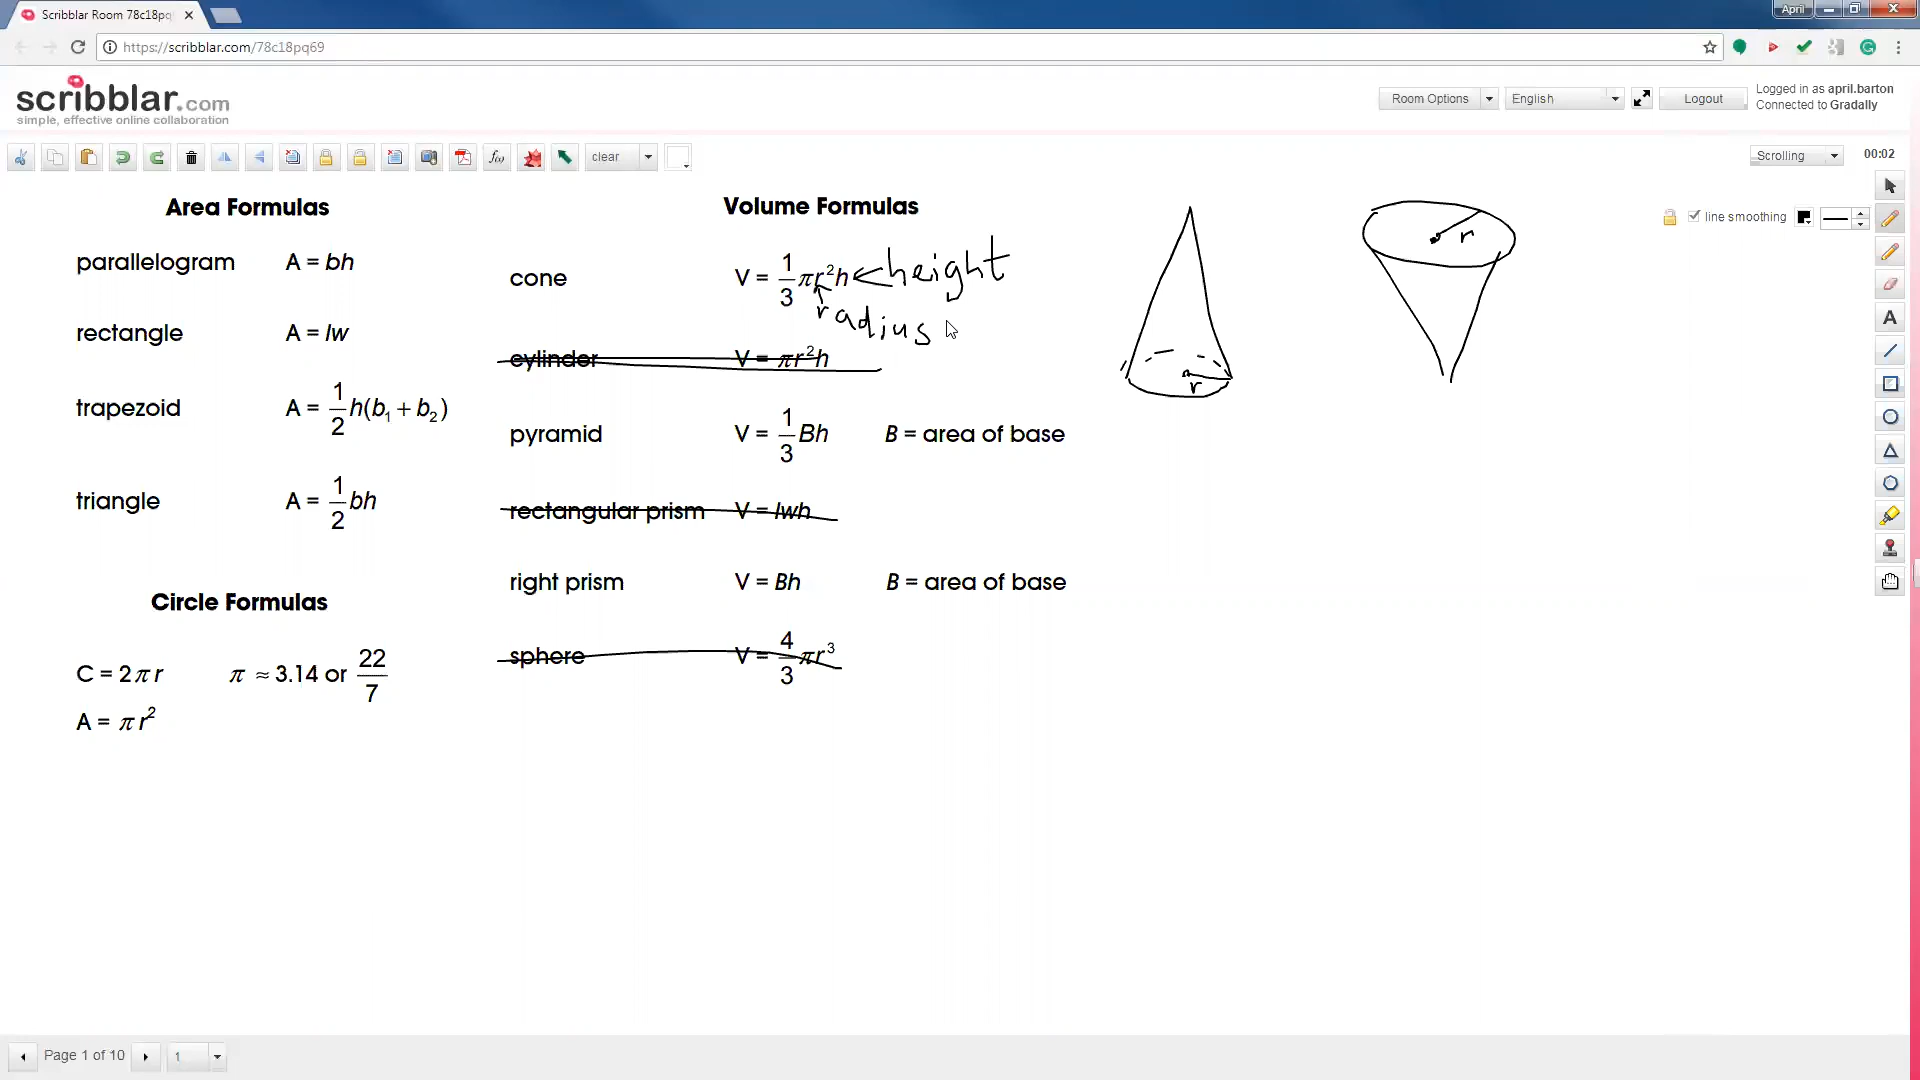 Scribblar Room 78c18pq
April
https://scribblar.com/78c18pq69
scribblar.com
simple, effective online collaboration
Room Options
English
Logout
Logged in as april.barton
Connected to Gradally
clear
Scrolling
00:02
line smoothing
Area Formulas
parallelogram A = bh
rectangle A = lw
trapezoid A = 1/2 h(b₁ + b₂)
triangle A = 1/2 bh
Circle Formulas
C = 2π r π ≈ 3.14 or 22/7
A = π r²
Volume Formulas
cone V = 1/3 πr²h height
radius
cylinder V = πr²h
pyramid V = 1/3 Bh B = area of base
rectangular prism V = lwh
right prism V = Bh B = area of base
sphere V = 4/3 πr³
r
r
Page 1 of 10
1